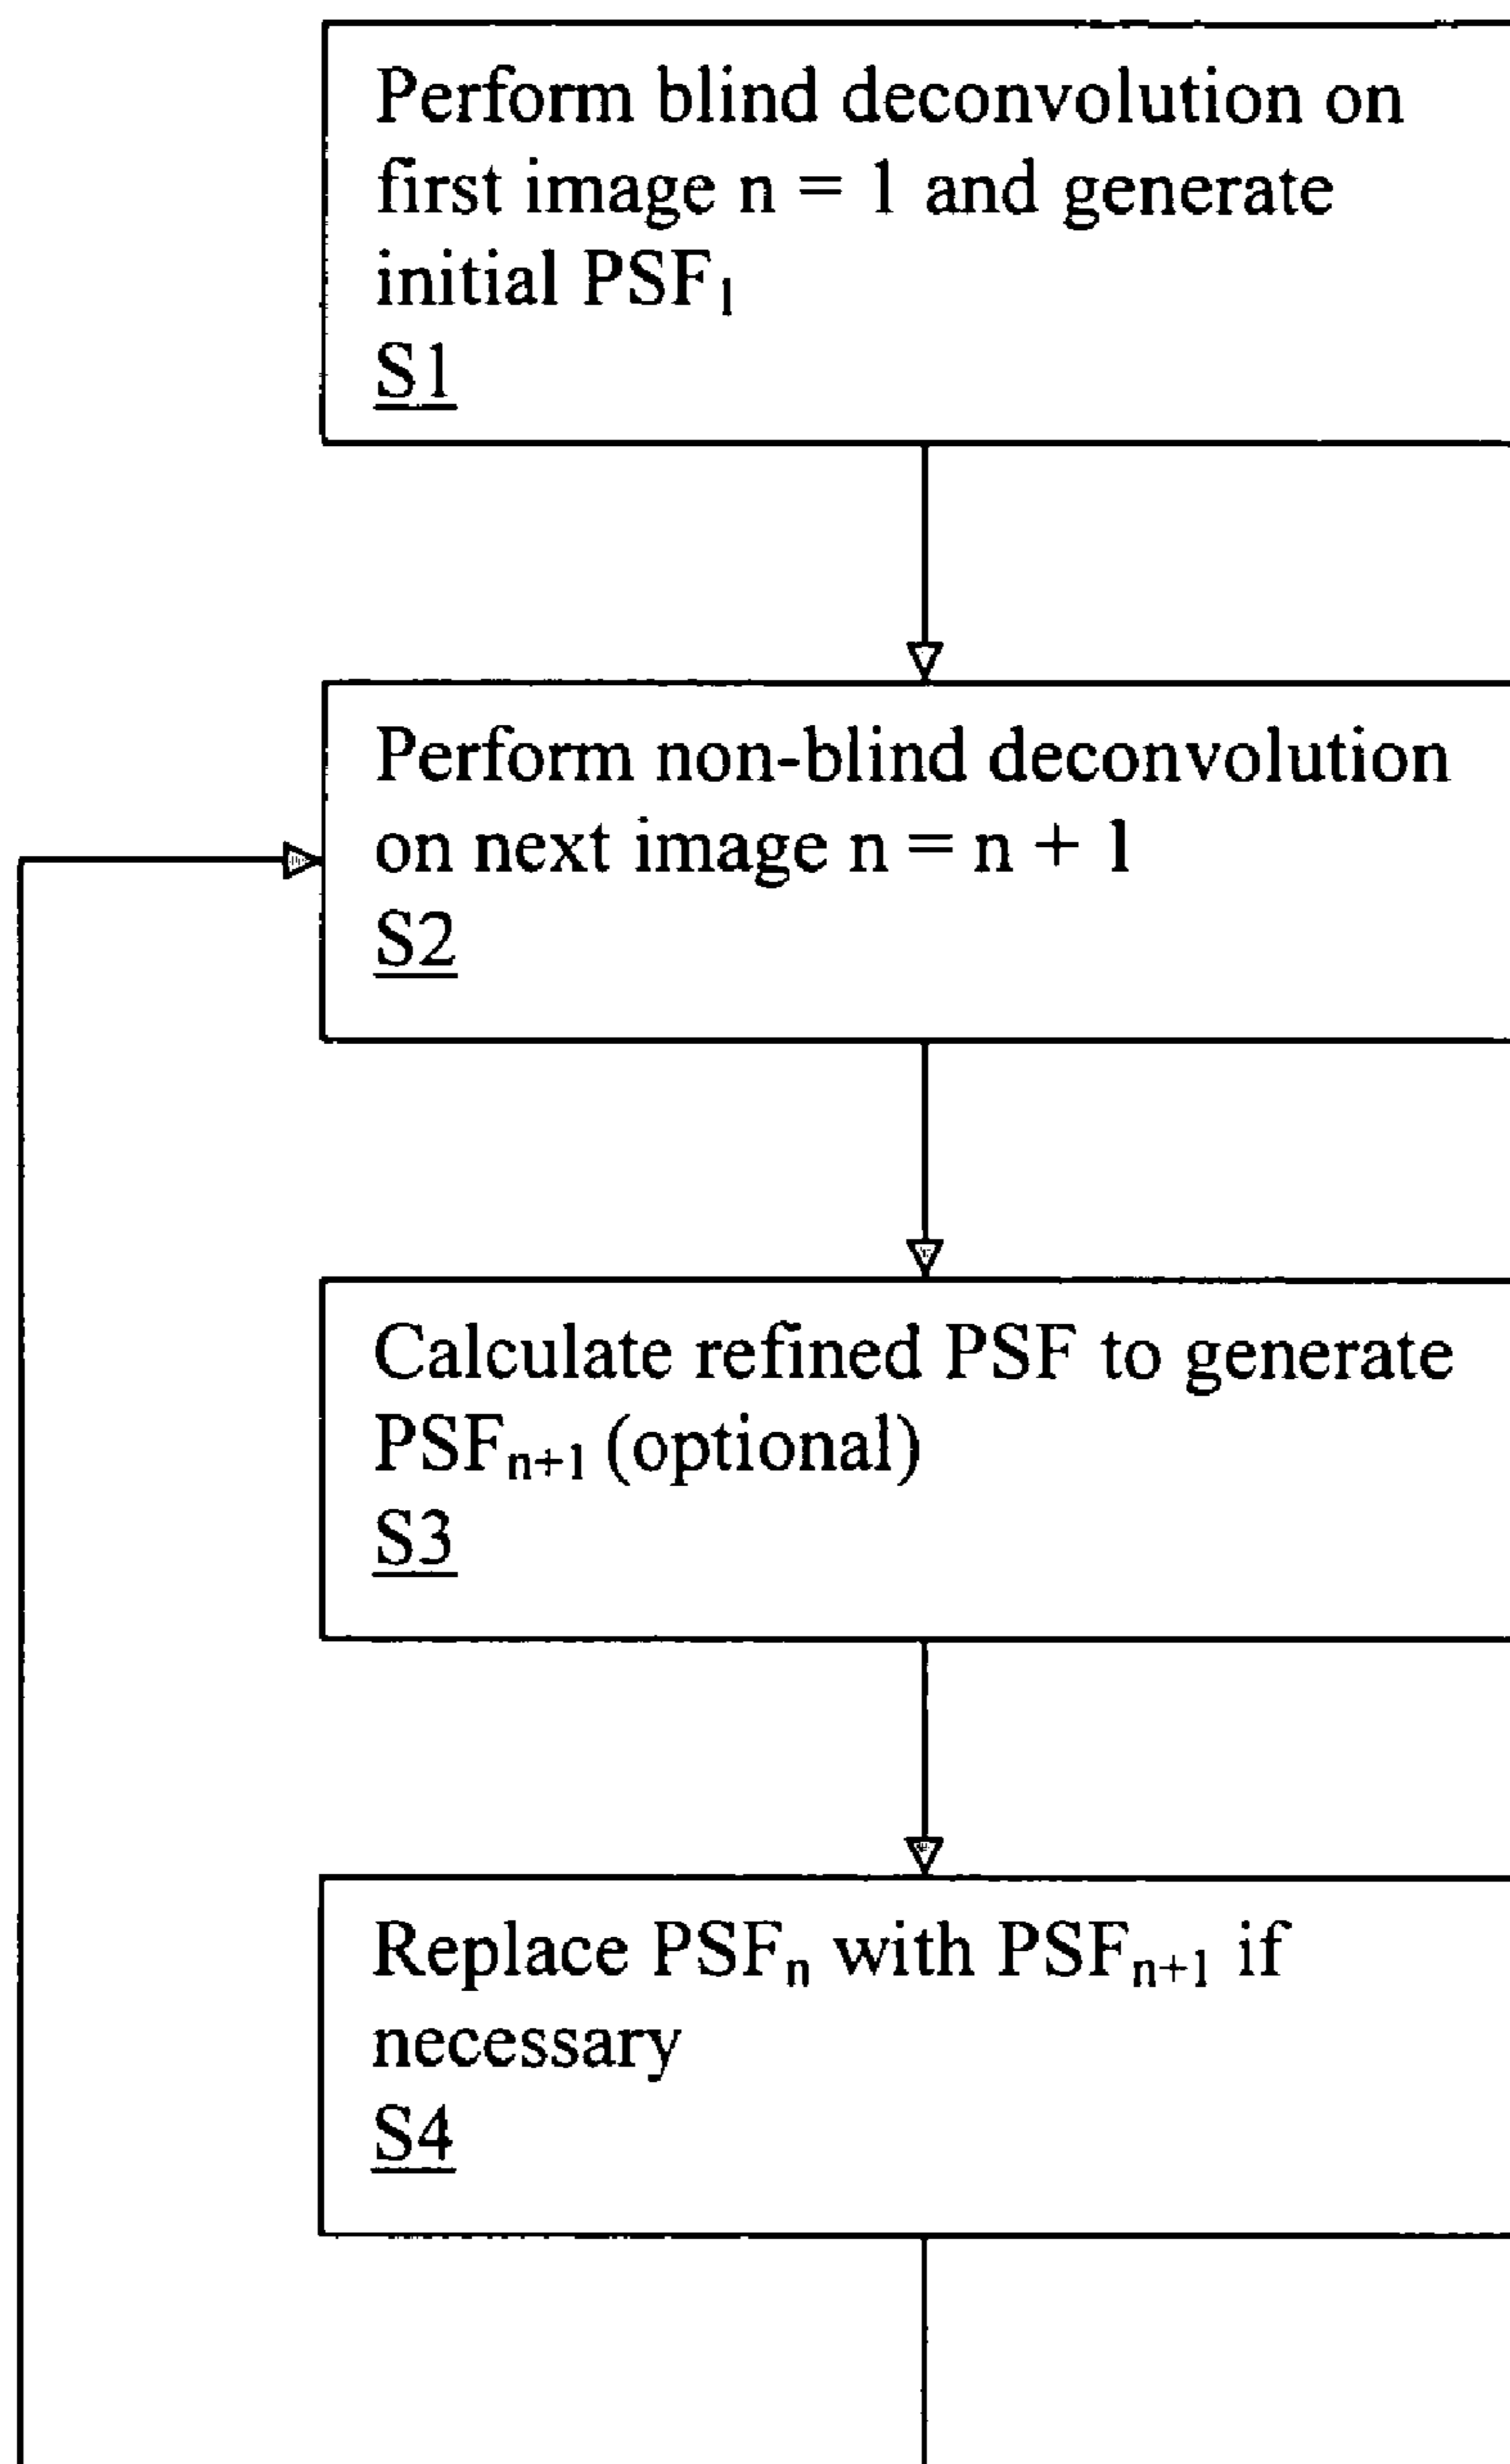 Perform blind deconvolution on
first image n = 1 and generate
initial PSF₁
S1
Perform non-blind deconvolution
on next image n = n + 1
S2
Calculate refined PSF to generate
PSFₙ₊₁ (optional)
S3
Replace PSFₙ with PSFₙ₊₁ if
necessary
S4